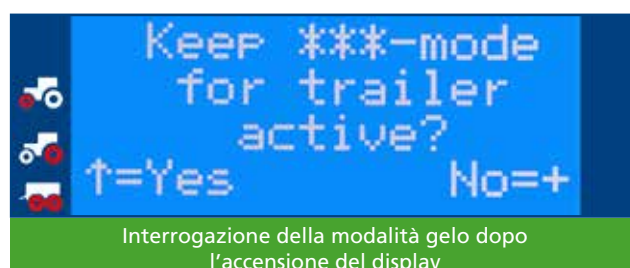 Keep ***-mode
for trailer
active?
↑=Yes No=+
Interrogazione della modalità gelo dopo
l'accensione del display